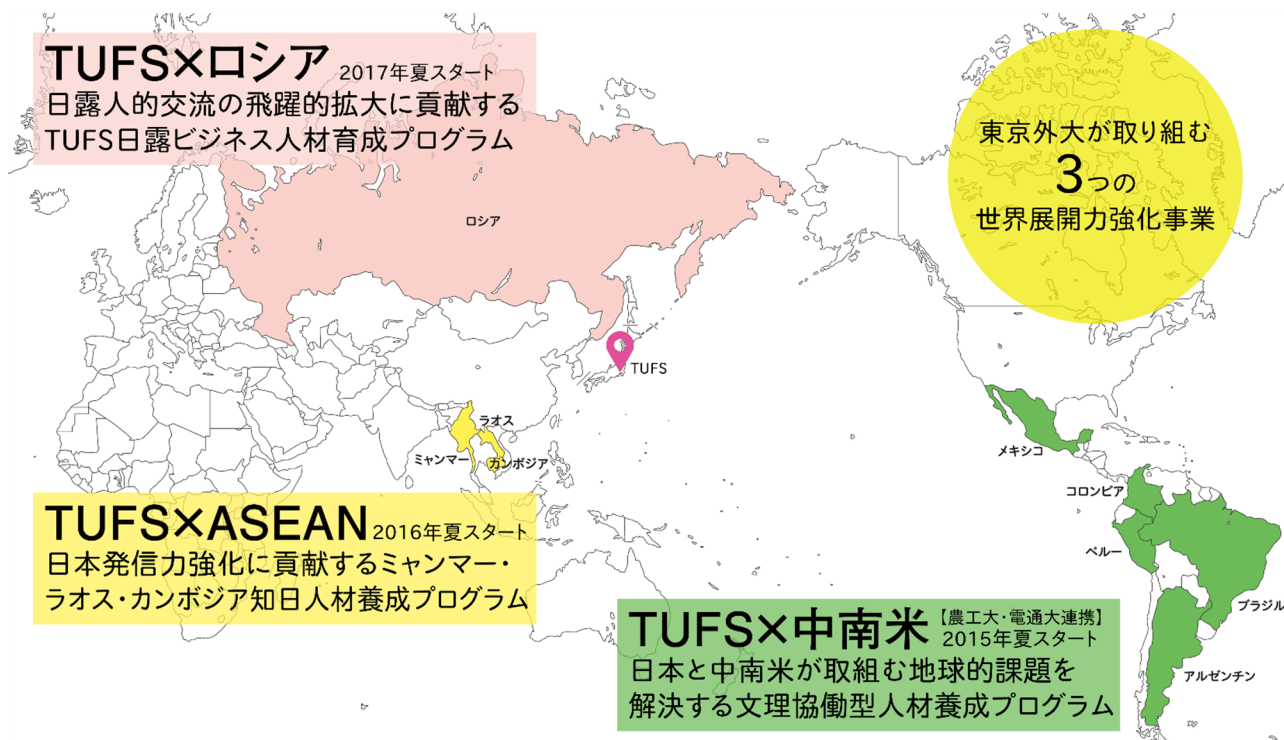 TUFS×ロシア 2017年夏スタート
日露人的交流の飛躍的拡大に貢献する
TUFS日露ビジネス人材育成プログラム
東京外大が取り組む
3つの
世界展開力強化事業
ロシア
TUFS
ラオス
ミャンマー
カンボジア
メキシコ
コロンビア
ペルー
ブラジル
アルゼンチン
TUFS×ASEAN 2016年夏スタート
日本発信力強化に貢献するミャンマー・
ラオス・カンボジア知日人材養成プログラム
TUFS×中南米 【農工大・電通大連携】
2015年夏スタート
日本と中南米が取組む地球的課題を
解決する文理協働型人材養成プログラム